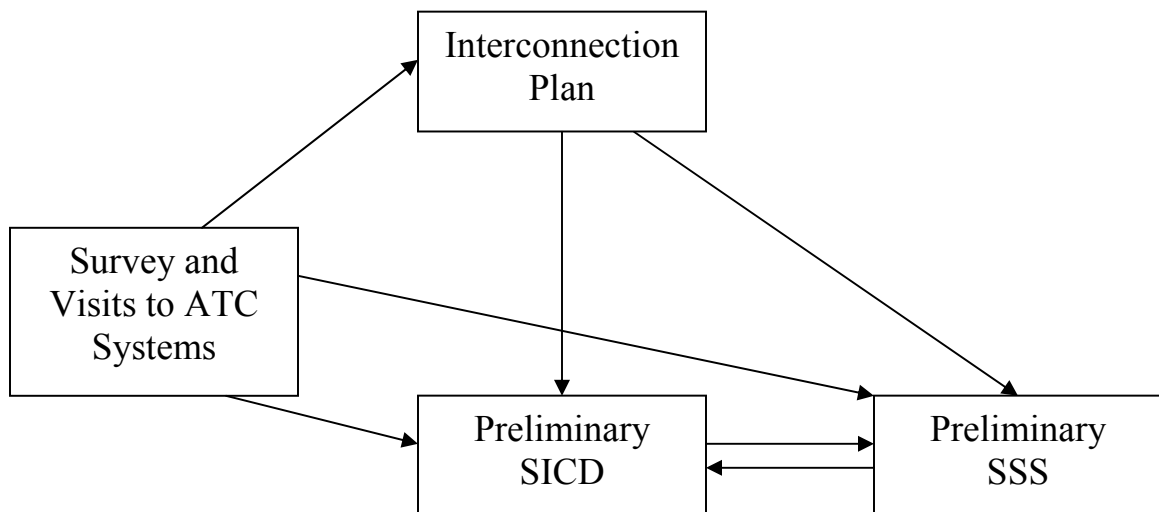 Interconnection
Plan
Survey and
Visits to ATC
Systems
Preliminary
SICD
Preliminary
SSS